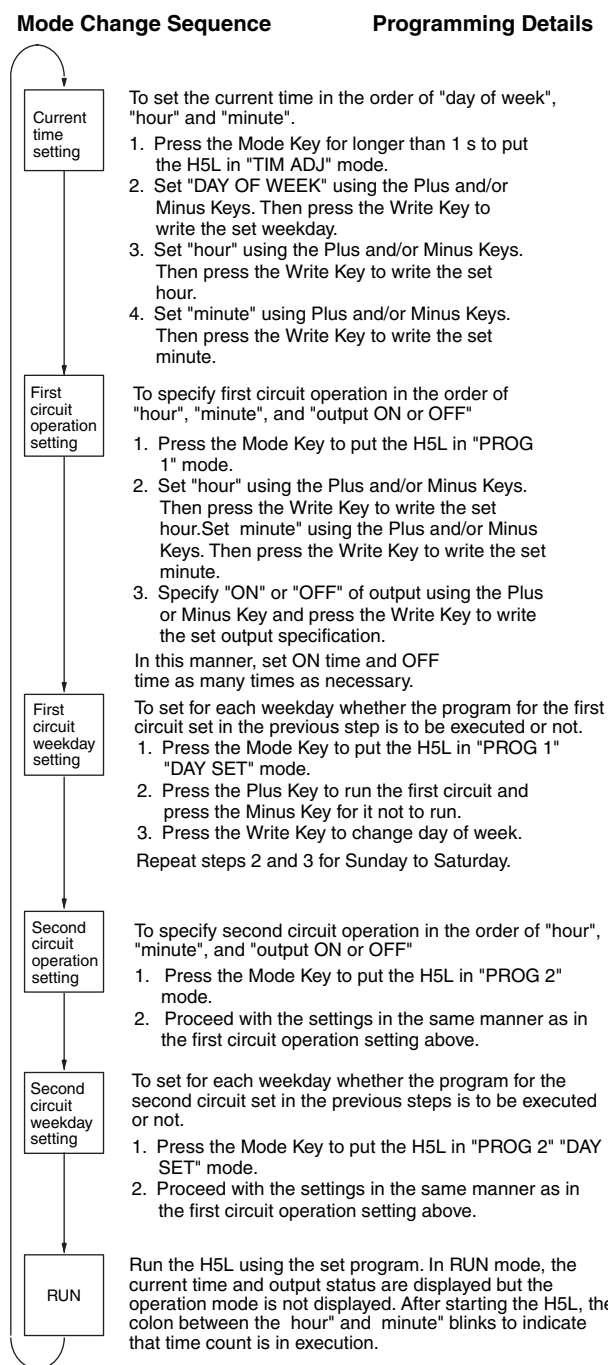 Mode Change Sequence
Programming Details
Current
time
setting
To set the current time in the order of "day of week",
"hour" and "minute".
1. Press the Mode Key for longer than 1 s to put
the H5L in "TIM ADJ" mode.
2. Set "DAY OF WEEK" using the Plus and/or
Minus Keys. Then press the Write Key to
write the set weekday.
3. Set "hour" using the Plus and/or Minus Keys.
Then press the Write Key to write the set
hour.
4. Set "minute" using Plus and/or Minus Keys.
Then press the Write Key to write the set
minute.
First
circuit
operation
setting
To specify first circuit operation in the order of
"hour", "minute", and "output ON or OFF"
1. Press the Mode Key to put the H5L in "PROG
1" mode.
2. Set "hour" using the Plus and/or Minus Keys.
Then press the Write Key to write the set
hour.Set minute" using the Plus and/or Minus
Keys. Then press the Write Key to write the set
minute.
3. Specify "ON" or "OFF" of output using the Plus
or Minus Key and press the Write Key to write
the set output specification.
In this manner, set ON time and OFF
time as many times as necessary.
First
circuit
weekday
setting
To set for each weekday whether the program for the first
circuit set in the previous step is to be executed or not.
1. Press the Mode Key to put the H5L in "PROG 1"
"DAY SET" mode.
2. Press the Plus Key to run the first circuit and
press the Minus Key for it not to run.
3. Press the Write Key to change day of week.
Repeat steps 2 and 3 for Sunday to Saturday.
Second
circuit
operation
setting
To specify second circuit operation in the order of "hour",
"minute", and "output ON or OFF"
1. Press the Mode Key to put the H5L in "PROG 2"
mode.
2. Proceed with the settings in the same manner as in
the first circuit operation setting above.
Second
circuit
weekday
setting
To set for each weekday whether the program for the
second circuit set in the previous steps is to be executed
or not.
1. Press the Mode Key to put the H5L in "PROG 2" "DAY
SET" mode.
2. Proceed with the settings in the same manner as in
the first circuit operation setting above.
RUN
Run the H5L using the set program. In RUN mode, the
current time and output status are displayed but the
operation mode is not displayed. After starting the H5L, the
colon between the hour" and minute" blinks to indicate
that time count is in execution.